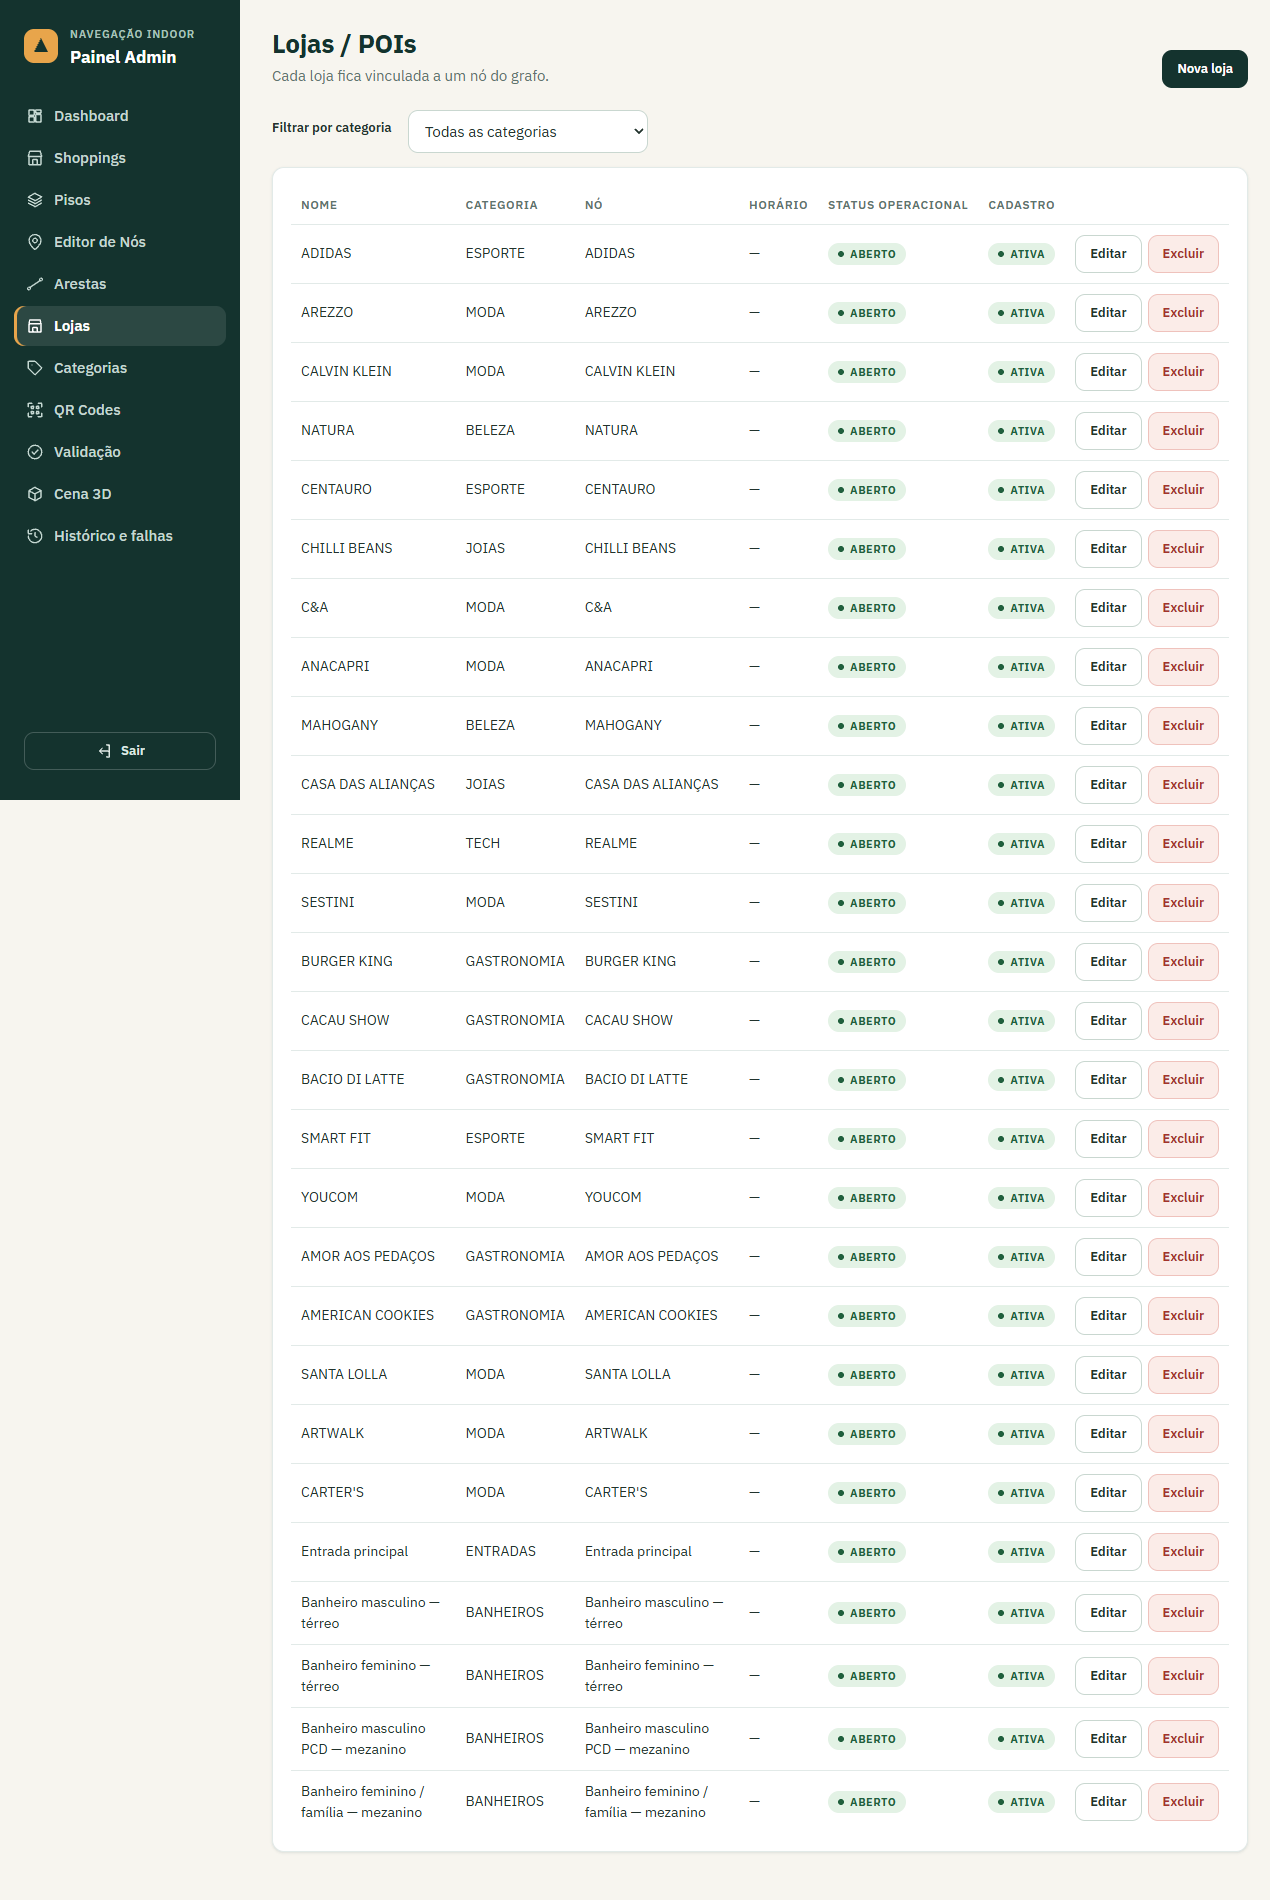 NAVEGAÇÃO INDOOR
Painel Admin
Dashboard
Shoppings
Pisos
Editor de Nós
Arestas
Lojas
Categorias
QR Codes
Validação
Cena 3D
Histórico e falhas
Sair
Lojas / POIs
Cada loja fica vinculada a um nó do grafo.
Nova loja
Filtrar por categoria Todas as categorias
NOME CATEGORIA NÓ HORÁRIO STATUS OPERACIONAL CADASTRO
ADIDAS ESPORTE ADIDAS — ABERTO ATIVA Editar Excluir
AREZZO MODA AREZZO — ABERTO ATIVA Editar Excluir
CALVIN KLEIN MODA CALVIN KLEIN — ABERTO ATIVA Editar Excluir
NATURA BELEZA NATURA — ABERTO ATIVA Editar Excluir
CENTAURO ESPORTE CENTAURO — ABERTO ATIVA Editar Excluir
CHILLI BEANS JOIAS CHILLI BEANS — ABERTO ATIVA Editar Excluir
C&A MODA C&A — ABERTO ATIVA Editar Excluir
ANACAPRI MODA ANACAPRI — ABERTO ATIVA Editar Excluir
MAHOGANY BELEZA MAHOGANY — ABERTO ATIVA Editar Excluir
CASA DAS ALIANÇAS JOIAS CASA DAS ALIANÇAS — ABERTO ATIVA Editar Excluir
REALME TECH REALME — ABERTO ATIVA Editar Excluir
SESTINI MODA SESTINI — ABERTO ATIVA Editar Excluir
BURGER KING GASTRONOMIA BURGER KING — ABERTO ATIVA Editar Excluir
CACAU SHOW GASTRONOMIA CACAU SHOW — ABERTO ATIVA Editar Excluir
BACIO DI LATTE GASTRONOMIA BACIO DI LATTE — ABERTO ATIVA Editar Excluir
SMART FIT ESPORTE SMART FIT — ABERTO ATIVA Editar Excluir
YOUCOM MODA YOUCOM — ABERTO ATIVA Editar Excluir
AMOR AOS PEDAÇOS GASTRONOMIA AMOR AOS PEDAÇOS — ABERTO ATIVA Editar Excluir
AMERICAN COOKIES GASTRONOMIA AMERICAN COOKIES — ABERTO ATIVA Editar Excluir
SANTA LOLLA MODA SANTA LOLLA — ABERTO ATIVA Editar Excluir
ARTWALK MODA ARTWALK — ABERTO ATIVA Editar Excluir
CARTER'S MODA CARTER'S — ABERTO ATIVA Editar Excluir
Entrada principal ENTRADAS Entrada principal — ABERTO ATIVA Editar Excluir
Banheiro masculino —
térreo
BANHEIROS
Banheiro masculino —
térreo
— ABERTO ATIVA Editar Excluir
Banheiro feminino —
térreo
BANHEIROS
Banheiro feminino —
térreo
— ABERTO ATIVA Editar Excluir
Banheiro masculino
PCD — mezanino
BANHEIROS
Banheiro masculino
PCD — mezanino
— ABERTO ATIVA Editar Excluir
Banheiro feminino /
família — mezanino
BANHEIROS
Banheiro feminino /
família — mezanino
— ABERTO ATIVA Editar Excluir